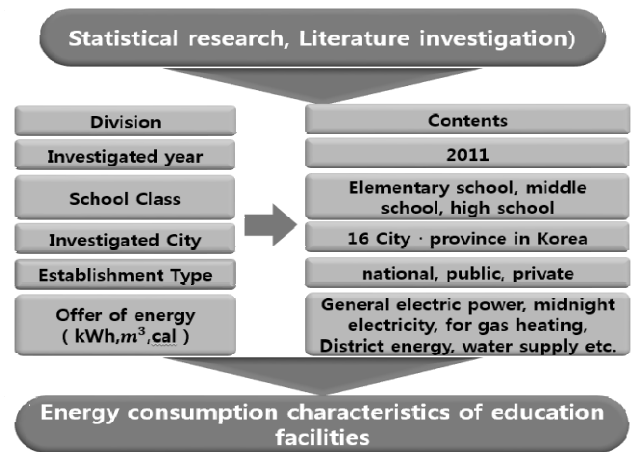 Statistical research, Literature investigation)
Division
Contents
Investigated year
2011
School Class
Elementary school, middle
school, high school
Investigated City
16 City · province in Korea
Establishment Type
national, public, private
Offer of energy
( kWh,m³,cal )
General electric power, midnight
electricity, for gas heating,
District energy, water supply etc.
Energy consumption characteristics of education
facilities